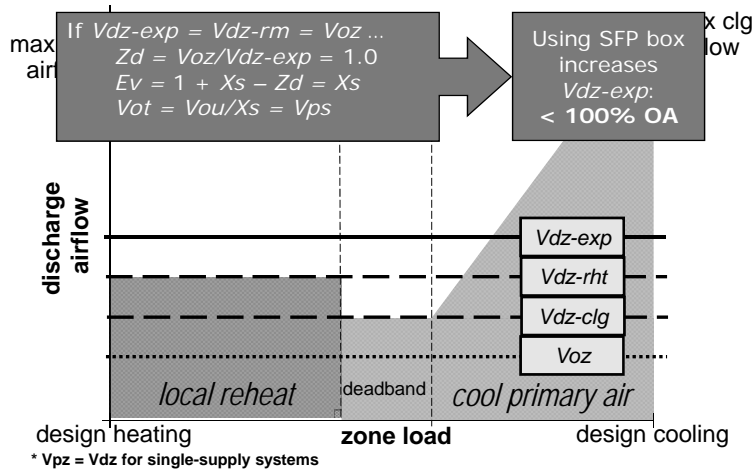 If Vdz-exp = Vdz-rm = Voz ...
Zd = Voz/Vdz-exp = 1.0
Ev = 1 + Xs – Zd = Xs
Vot = Vou/Xs = Vps
Using SFP box
increases
Vdz-exp:
< 100% OA
max
airf
x clg
low
discharge
airflow
Vdz-exp
Vdz-rht
Vdz-clg
Voz
local reheat
deadband
cool primary air
design heating
zone load
design cooling
* Vpz = Vdz for single-supply systems